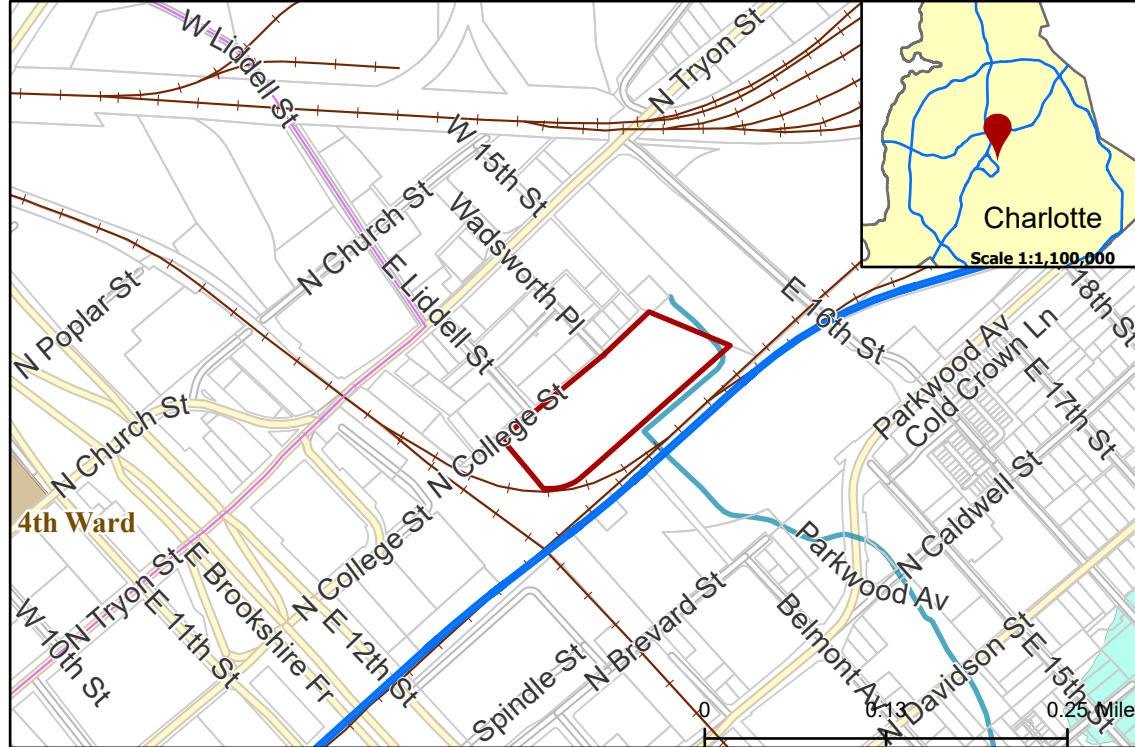 W Liddell St
N Tryon St
W 15th St
Wadsworth Pl
N Church St
E Liddell St
N Poplar St
Charlotte
Scale 1:1,100,000
18th St
E 16th St
Parkwood Av
Cold Crown Ln
E 17th St
N College St
N Church St
4th Ward
N Caldwell St
N College St
Parkwood Av
N Tryon St
E Brookshire Fr
E 11th St
E 12th St
W 10th St
N Brevard St
Belmont Av
Spindle St
N Davidson St
E 15th St
0 0.13 0.25 Mile